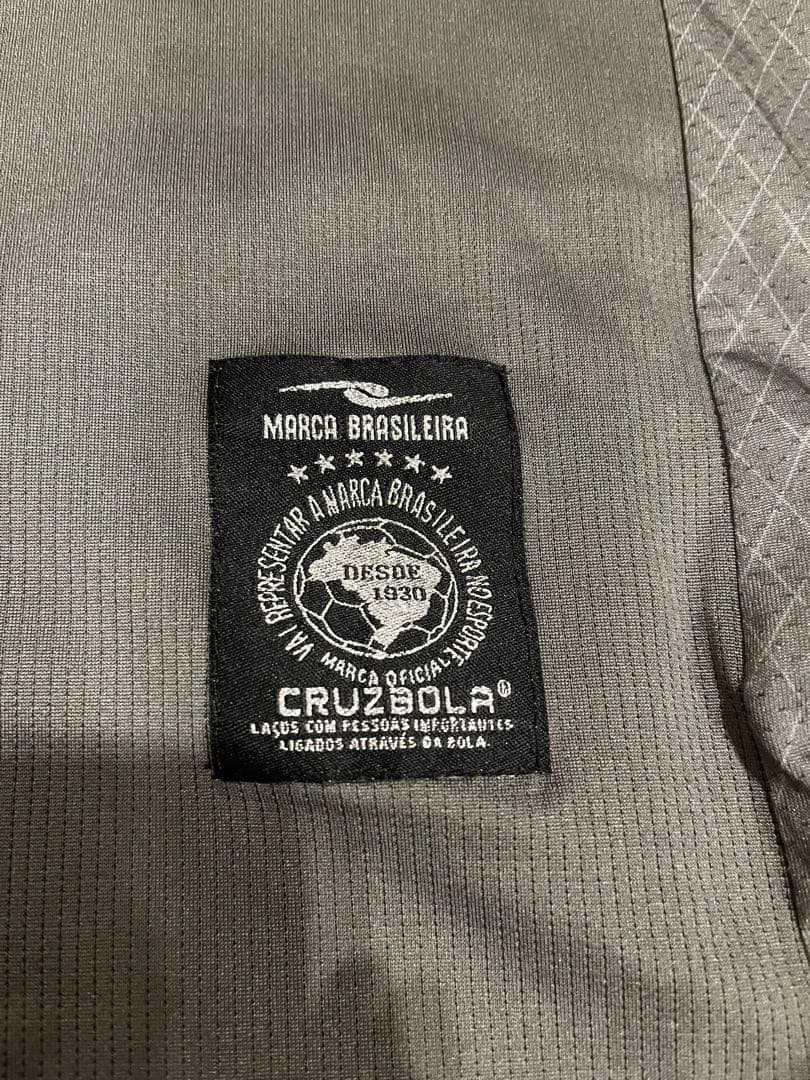 MARCA BRASILEIRA
VAI REPRESENTAR A MARCA BRASILEIRA NO ESPORTE
DESDE
1930
MARCA OFICIAL
CRUZBOLA®
LAÇOS COM PESSOAS IMPORTANTES
LIGADOS ATRAVÉS DA BOLA.